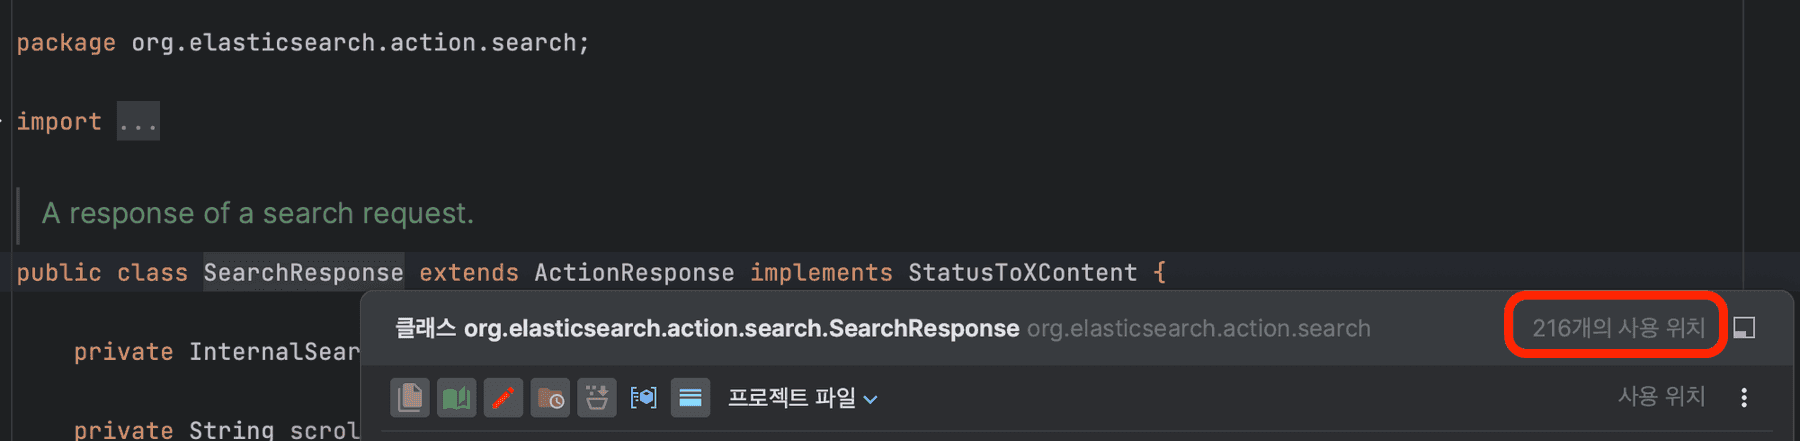 package org.elasticsearch.action.search;
import ...
A response of a search request.
public class SearchResponse extends ActionResponse implements StatusToXContent {
클래스 org.elasticsearch.action.search.SearchResponse org.elasticsearch.action.search 216개의 사용 위치
private InternalSear
프로젝트 파일 사용 위치
private String scrol